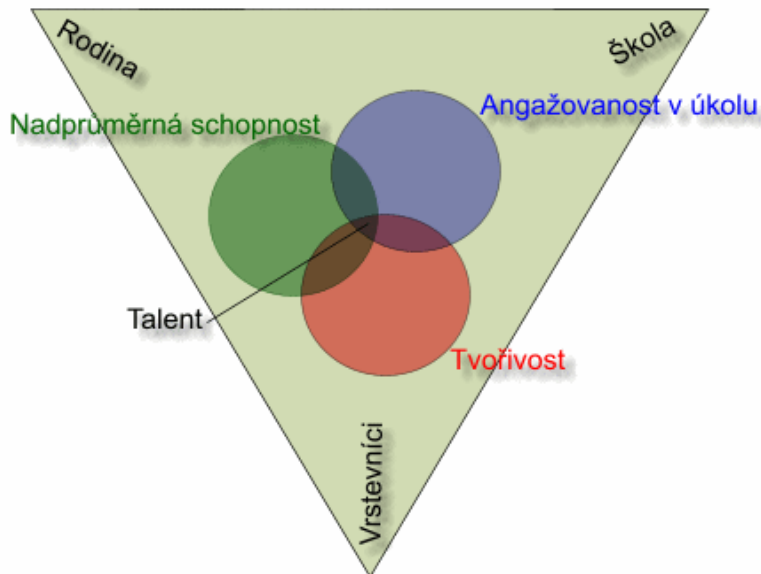 Rodina
Škola
Angažovanost v úkolu
Nadprůměrná schopnost
Talent
Tvořivost
Vrstevníci